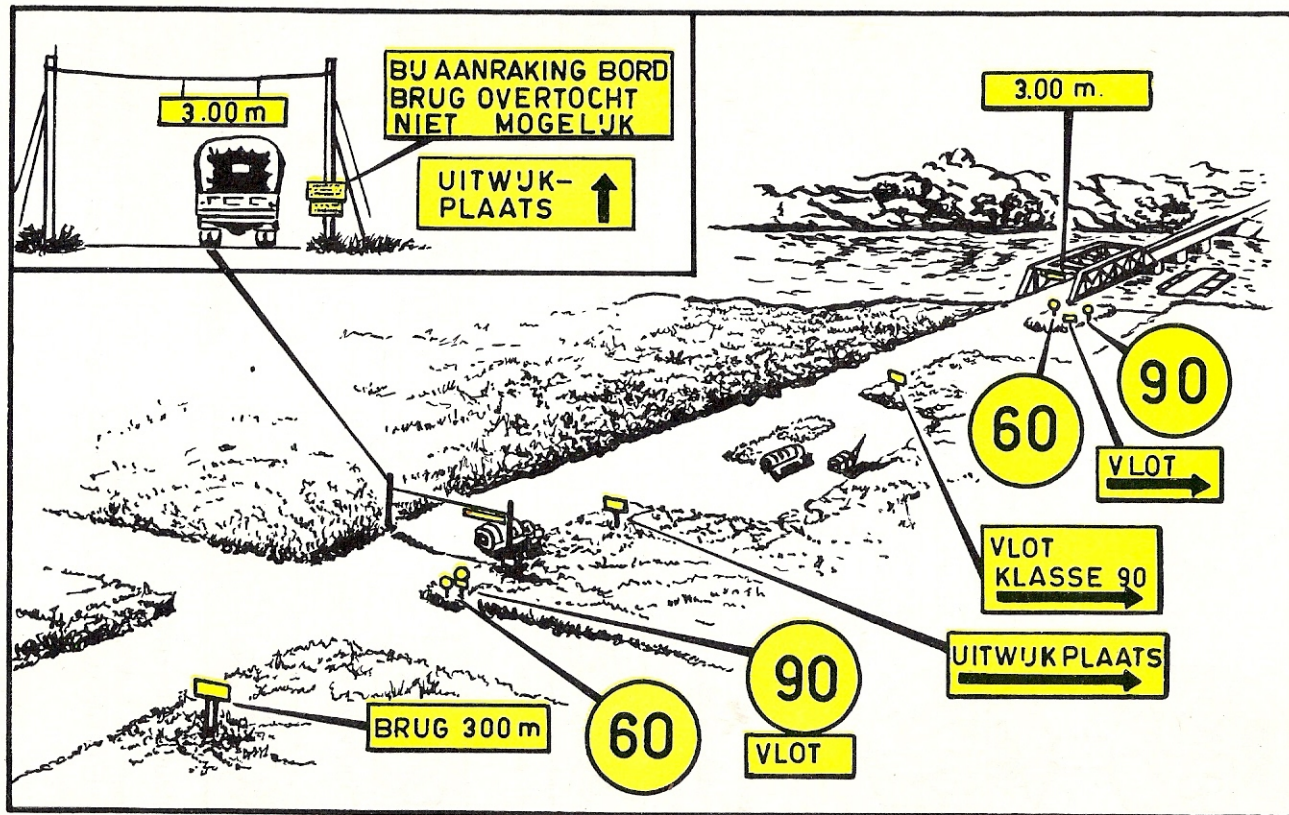 3.00 m
BIJ AANRAKING BORD
BRUG OVERTOCHT
NIET MOGELIJK
UITWIJK-
PLAATS
3.00 m.
60
90
VLOT
VLOT
KLASSE 90
UITWIJKPLAATS
BRUG 300 m
60
90
VLOT